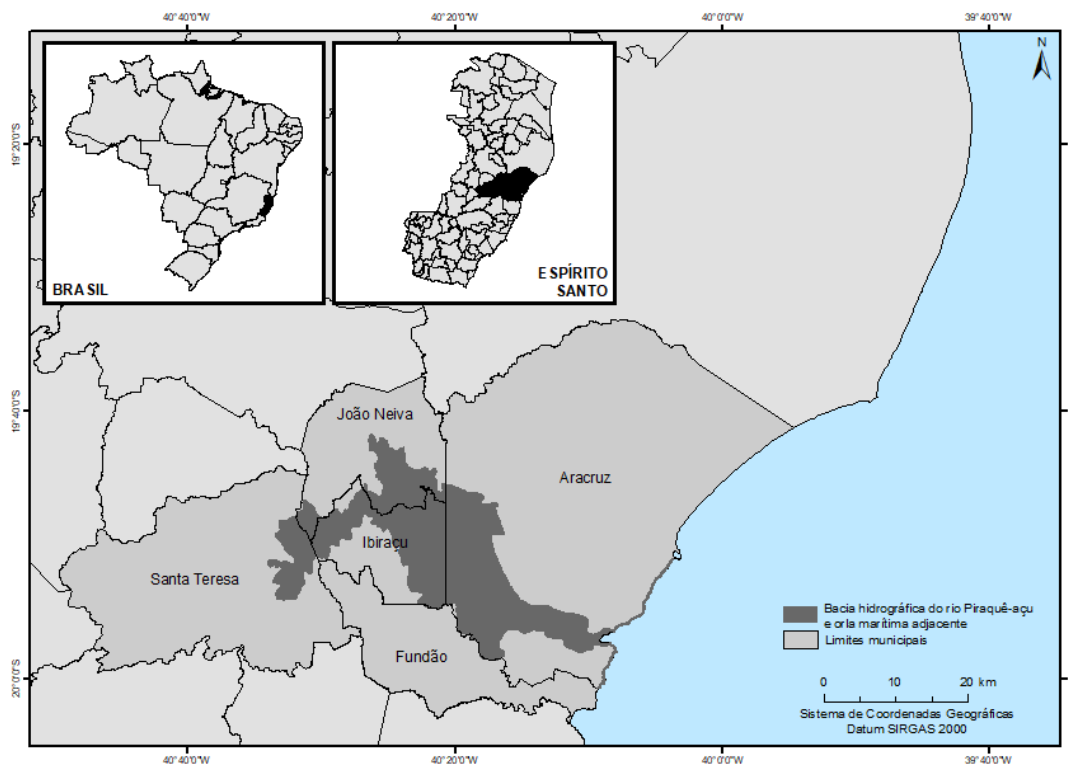 40°40'0"W
40°20'0"W
40°0'0"W
39°40'0"W
N
BRASIL
ESPÍRITO
SANTO
19°20'0"S
19°40'0"S
20°0'0"S
João Neiva
Aracruz
Ibiraçu
Santa Teresa
Fundão
Bacia hidrográfica do rio Piraquê-açu
e orla marítima adjacente
Limites municipais
0 10 20 km
Sistema de Coordenadas Geográficas
Datum SIRGAS 2000
40°40'0"W
40°20'0"W
40°0'0"W
39°40'0"W